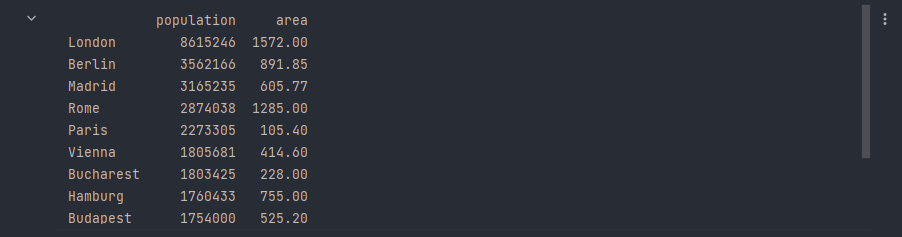 population area
London 8615246 1572.00
Berlin 3562166 891.85
Madrid 3165235 605.77
Rome 2874038 1285.00
Paris 2273305 105.40
Vienna 1805681 414.60
Bucharest 1803425 228.00
Hamburg 1760433 755.00
Budapest 1754000 525.20